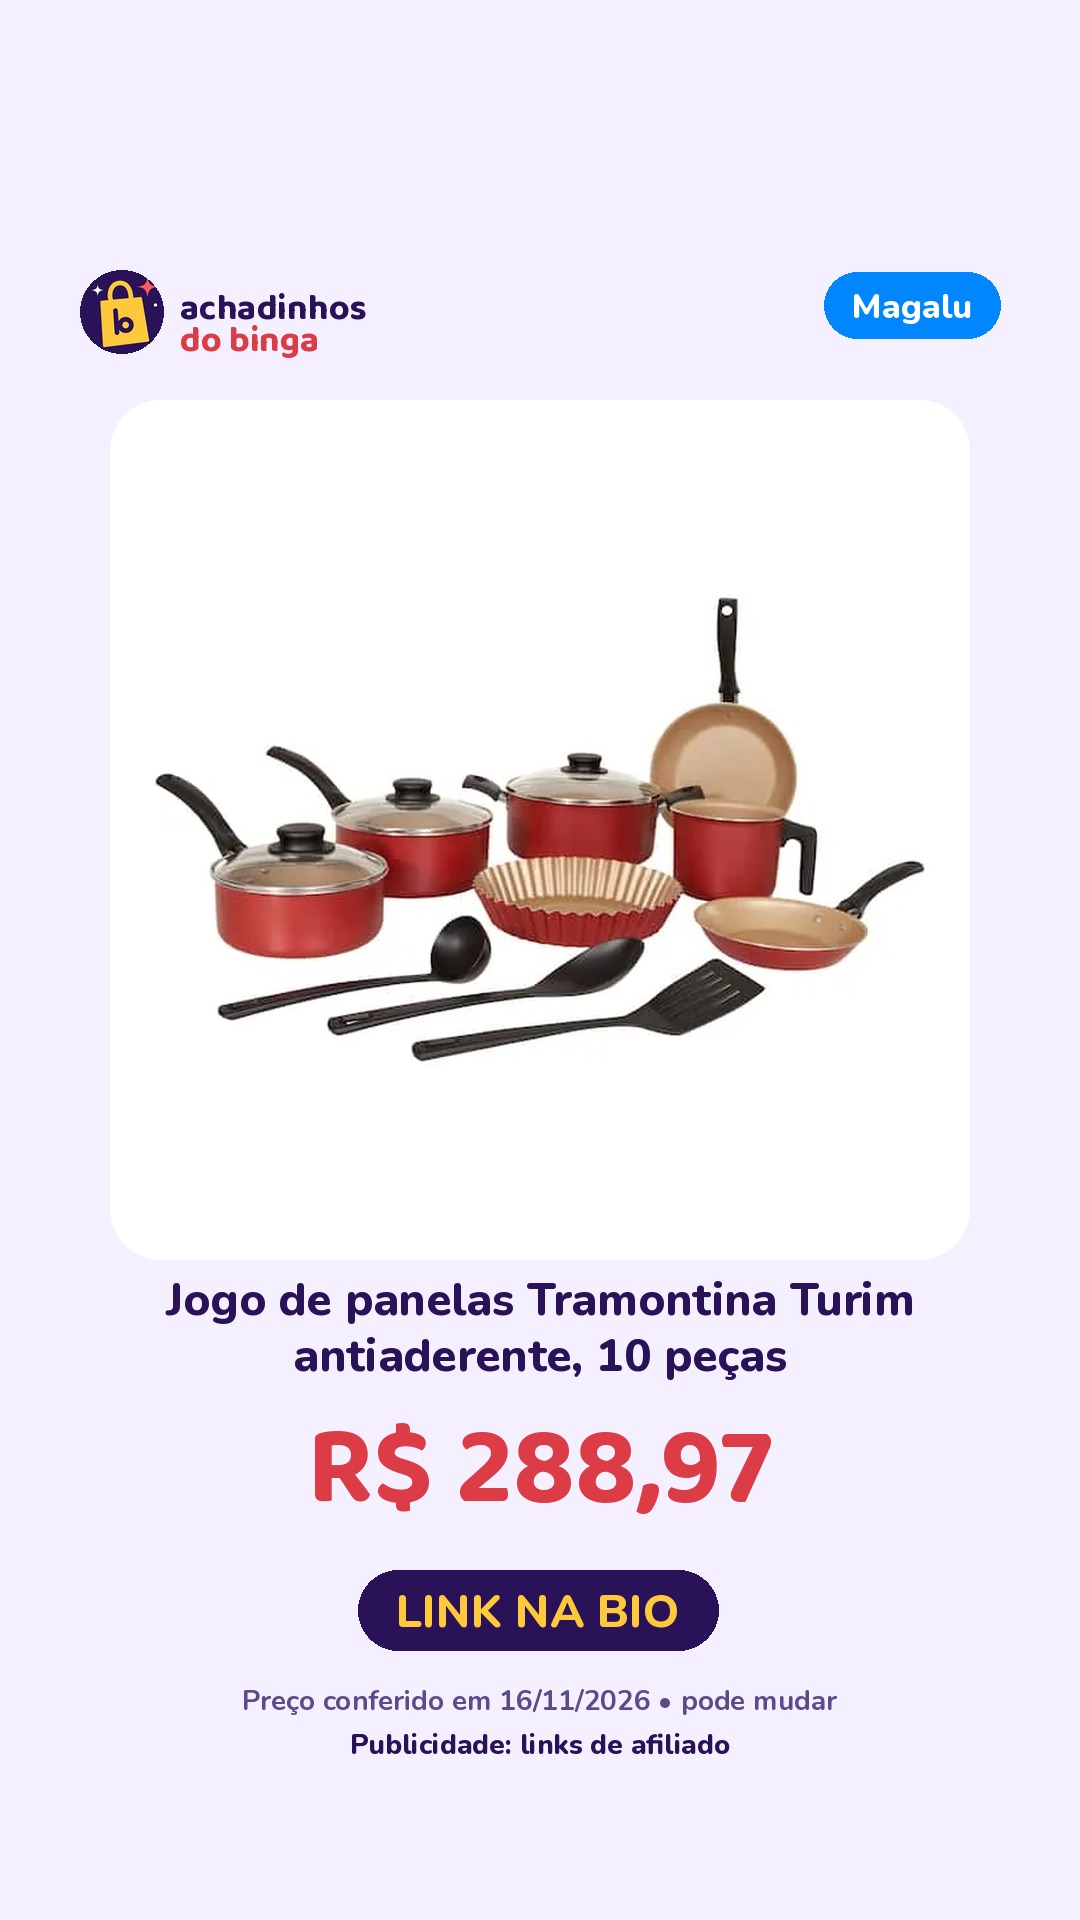 b
achadinhos
do binga
Magalu
Jogo de panelas Tramontina Turim
antiaderente, 10 peças
R$ 288,97
LINK NA BIO
Preço conferido em 16/11/2026 • pode mudar
Publicidade: links de afiliado